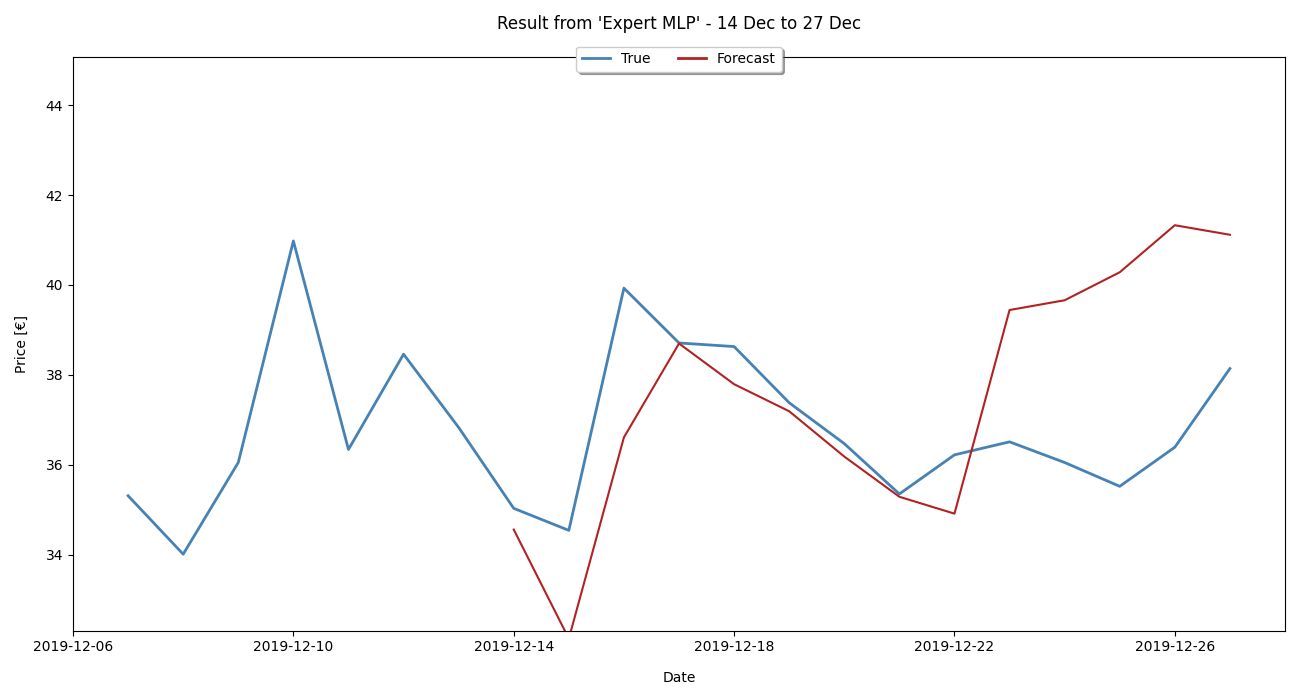 Result from 'Expert MLP' - 14 Dec to 27 Dec
True Forecast
44
42
40
38
36
34
Price [€]
2019-12-06 2019-12-10 2019-12-14 2019-12-18 2019-12-22 2019-12-26
Date